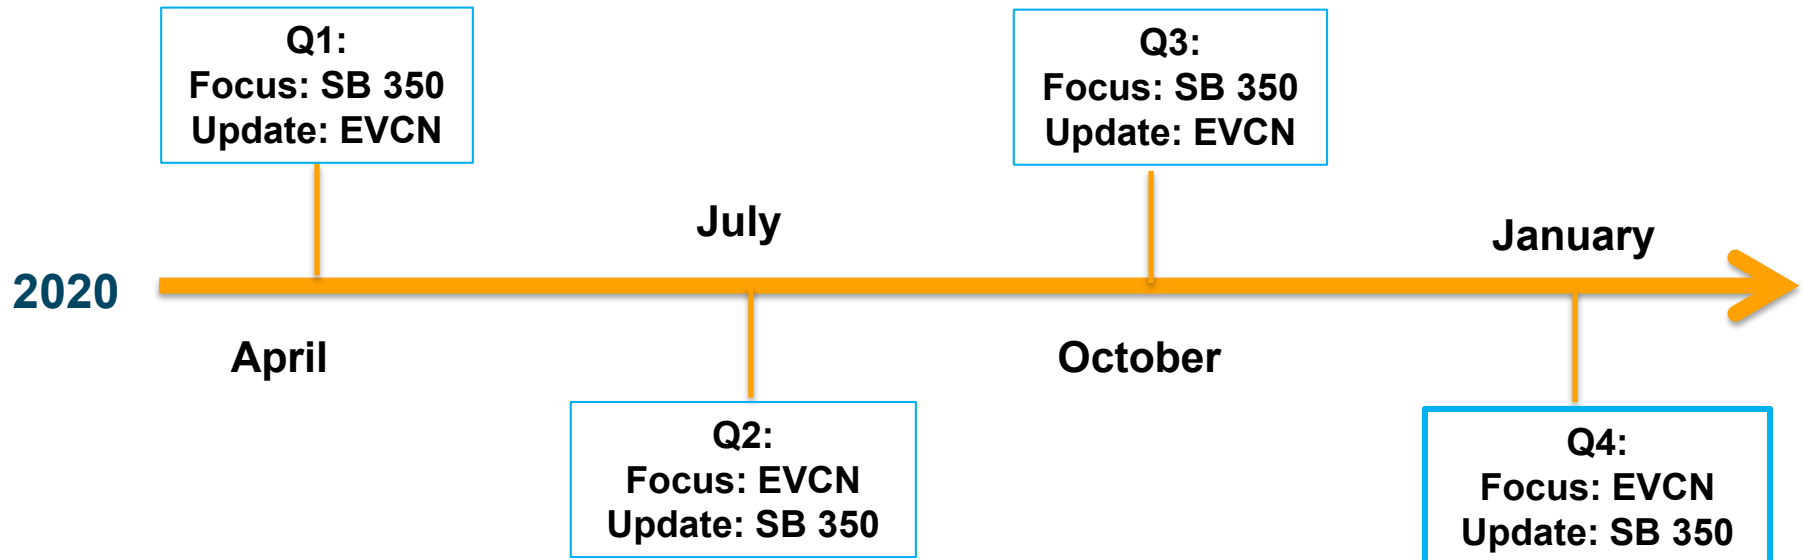 Q1:
Focus: SB 350
Update: EVCN
Q3:
Focus: SB 350
Update: EVCN
July
January
2020
April
October
Q2:
Focus: EVCN
Update: SB 350
Q4:
Focus: EVCN
Update: SB 350